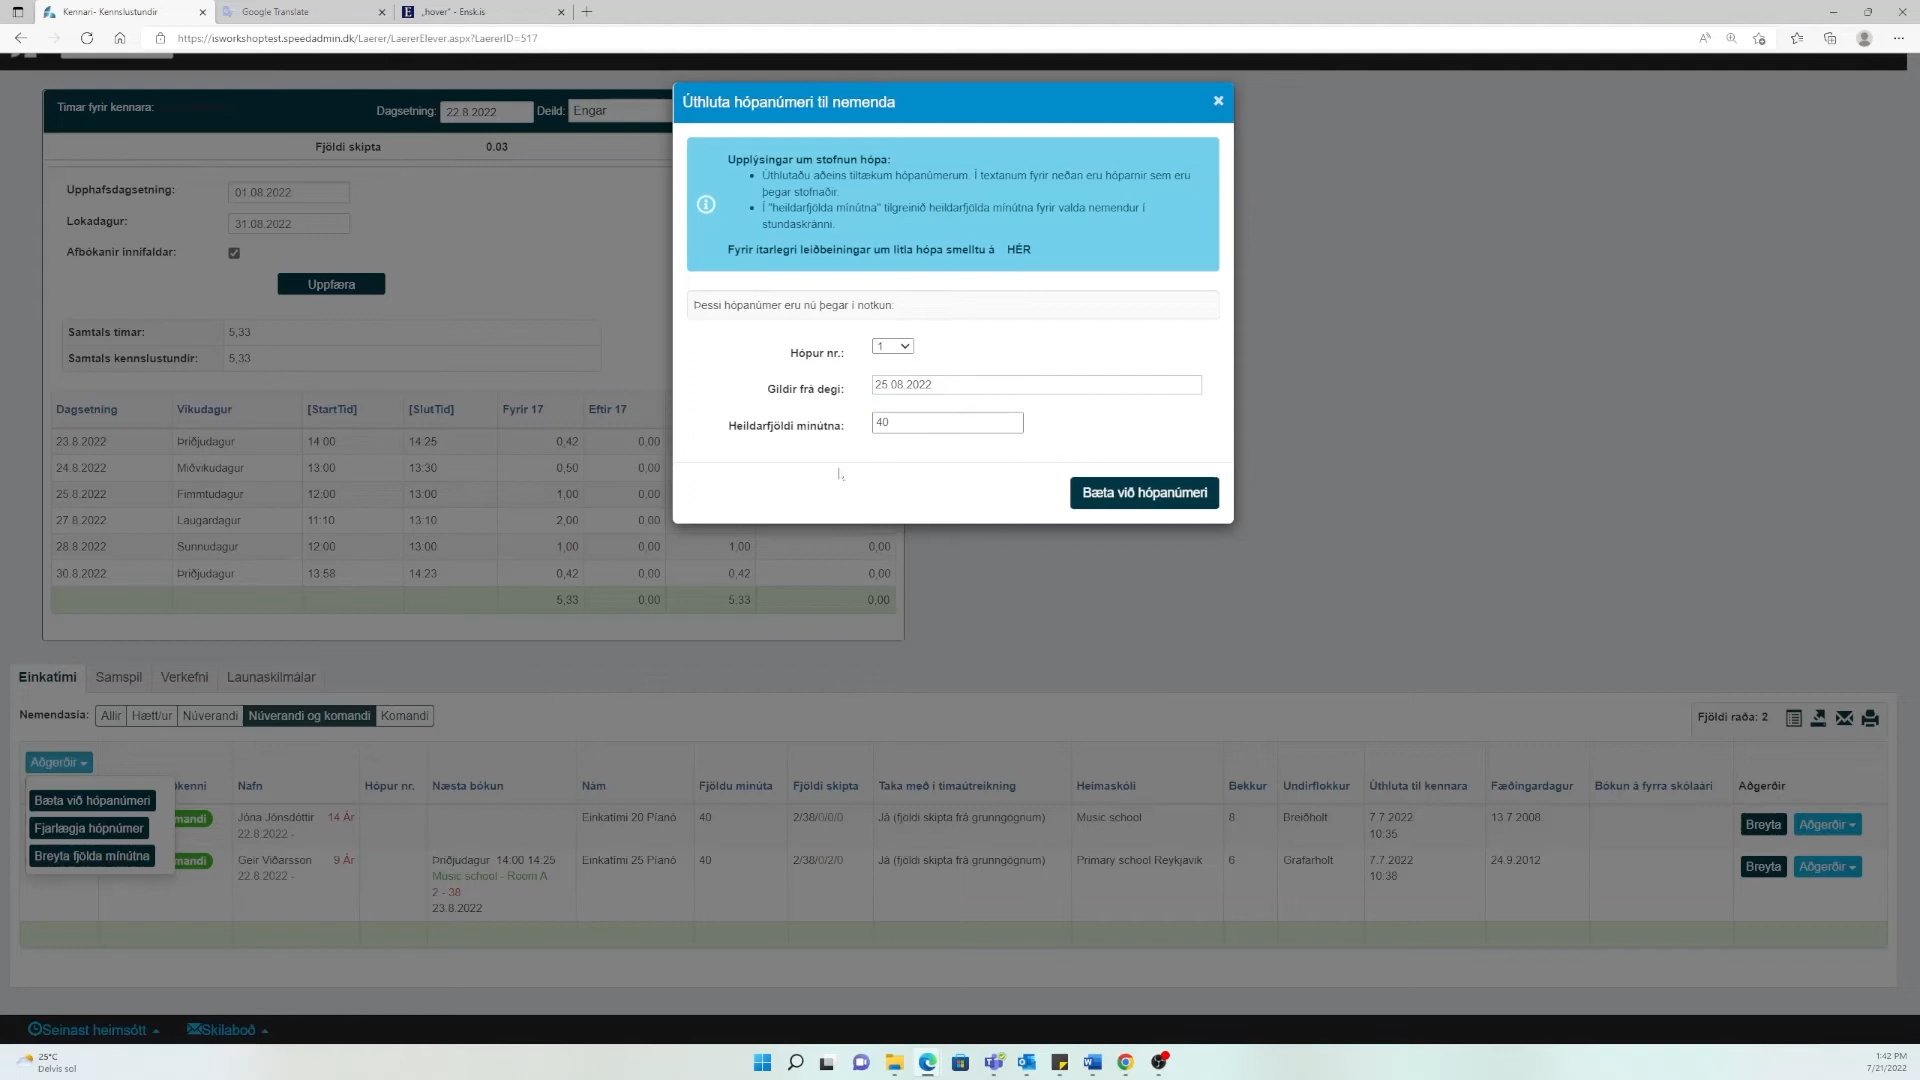 Kennari- Kennslustundir
Google Translate
„hover“ - Ensk.is
https://isworkshoptest.speedadmin.dk/Laerer/LaererElever.aspx?LaererID=517
Tímar fyrir kennara:
Dagsetning: 22.8.2022 Deild: Engar
Fjöldi skipta 0.03
Upphafsdagsetning: 01.08.2022
Lokadagur: 31.08.2022
Afbókanir innifaldar:
Uppfæra
Samtals tímar: 5,33
Samtals kennslustundir: 5,33
Dagsetning Vikudagur [StartTid] [SlutTid] Fyrir 17 Eftir 17
23.8.2022 Þriðjudagur 14:00 14:25 0,42 0,00
24.8.2022 Miðvikudagur 13:00 13:30 0,50 0,00
25.8.2022 Fimmtudagur 12:00 13:00 1,00 0,00
27.8.2022 Laugardagur 11:10 13:10 2,00 0,00
28.8.2022 Sunnudagur 12:00 13:00 1,00 0,00 1,00 0,00
30.8.2022 Þriðjudagur 13:58 14:23 0,42 0,00 0,42 0,00
5,33 0,00 5,33 0,00
Úthluta hópanúmeri til nemenda
Upplýsingar um stofnun hópa:
Úthlutaðu aðeins tiltækum hópanúmerum. Í textanum fyrir neðan eru hóparnir sem eru
þegar stofnaðir.
Í "heildarfjölda mínútna" tilgreinið heildarfjölda mínútna fyrir valda nemendur í
stundaskránni.
Fyrir ítarlegri leiðbeiningar um litla hópa smelltu á HÉR
Þessi hópanúmer eru nú þegar í notkun:
Hópur nr.: 1
Gildir frá degi: 25.08.2022
Heildarfjöldi mínútna: 40
Bæta við hópanúmeri
Einkatími Samspil Verkefni Launaskilmálar
Nemendasía: Allir Hætt/ur Núverandi Núverandi og komandi Komandi
Fjöldi raða: 2
Aðgerðir
Bæta við hópanúmeri
Fjarlægja hópnúmer
Breyta fjölda mínútna
kenni Nafn Hópur nr. Næsta bókun Nám Fjöldu mínúta Fjöldi skipta Taka með í tímaútreikning Heimaskóli Bekkur Undirflokkur Úthluta til kennara Fæðingardagur Bókun á fyrra skólaári Aðgerðir
mandi Jóna Jónsdóttir 14 Ár Einkatími 20 Píanó 40 2/38/0/0/0 Já (fjöldi skipta frá grunngögnum) Music school 8 Breiðholt 7.7.2022 13.7.2008 Breyta Aðgerðir
22.8.2022 - 10:35
mandi Geir Viðarsson 9 Ár Þriðjudagur 14:00 14:25 Einkatími 25 Píanó 40 2/38/0/2/0 Já (fjöldi skipta frá grunngögnum) Primary school Reykjavik 6 Grafarholt 7.7.2022 24.9.2012 Breyta Aðgerðir
22.8.2022 - Music school - Room A 10:38
2 - 38
23.8.2022
Seinast heimsótt Skilaboð
25°C
Delvis sol
1:42 PM
7/21/2022